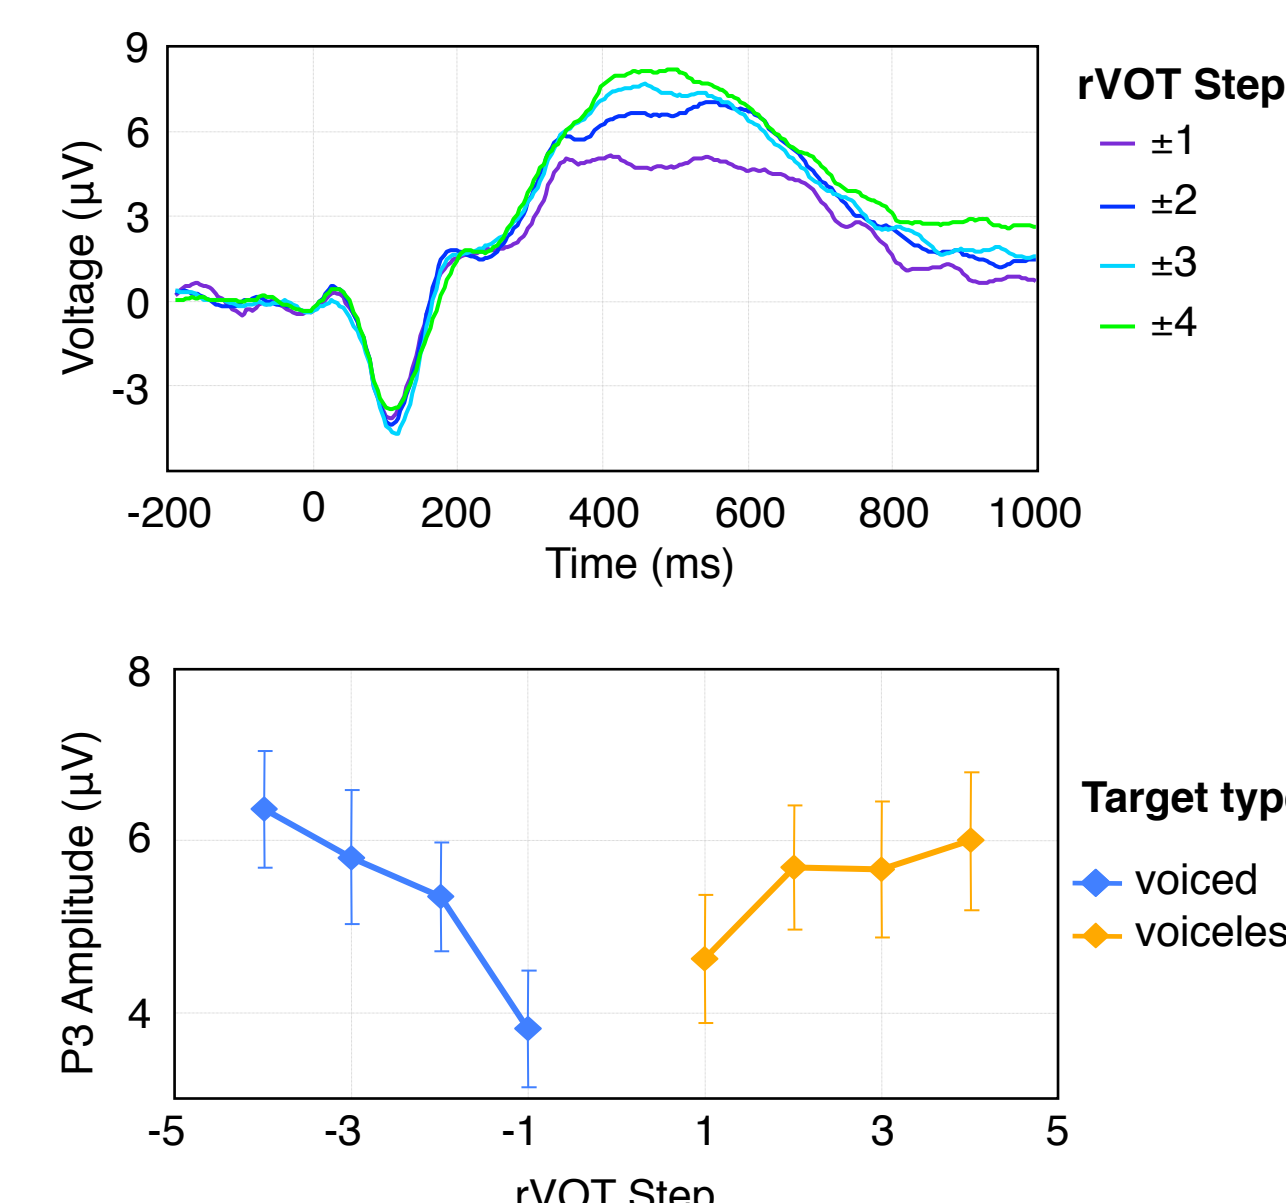 9
6
3
0
-3
Voltage (µV)
-200 0 200 400 600 800 1000
Time (ms)
rVOT Step
±1
±2
±3
±4
8
6
4
P3 Amplitude (µV)
-5 -3 -1 1 3 5
rVOT Step
Target typ
voiced
voiceles